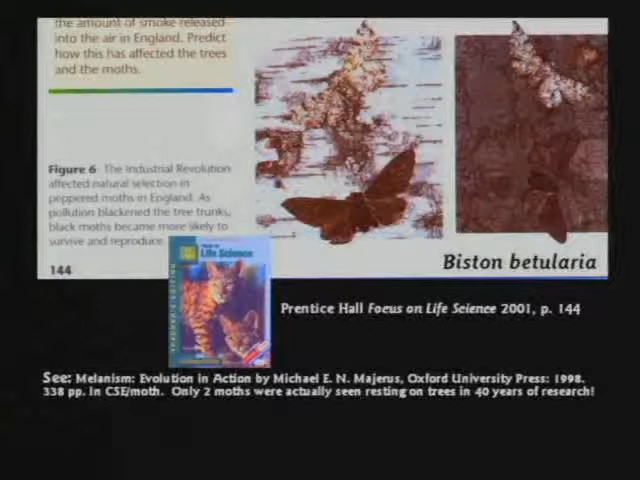 the amount of smoke released
into the air in England. Predict
how this has affected the trees
and the moths.
Figure 6 The Industrial Revolution
affected natural selection in
peppered moths in England. As
pollution blackened the tree trunks,
black moths became more likely to
survive and reproduce.
144
Biston betularia
Life Science
Prentice Hall Focus on Life Science 2001, p. 144
See: Melanism: Evolution in Action by Michael E. N. Majerus, Oxford University Press: 1998.
338 pp. In CSE/moth. Only 2 moths were actually seen resting on trees in 40 years of research!